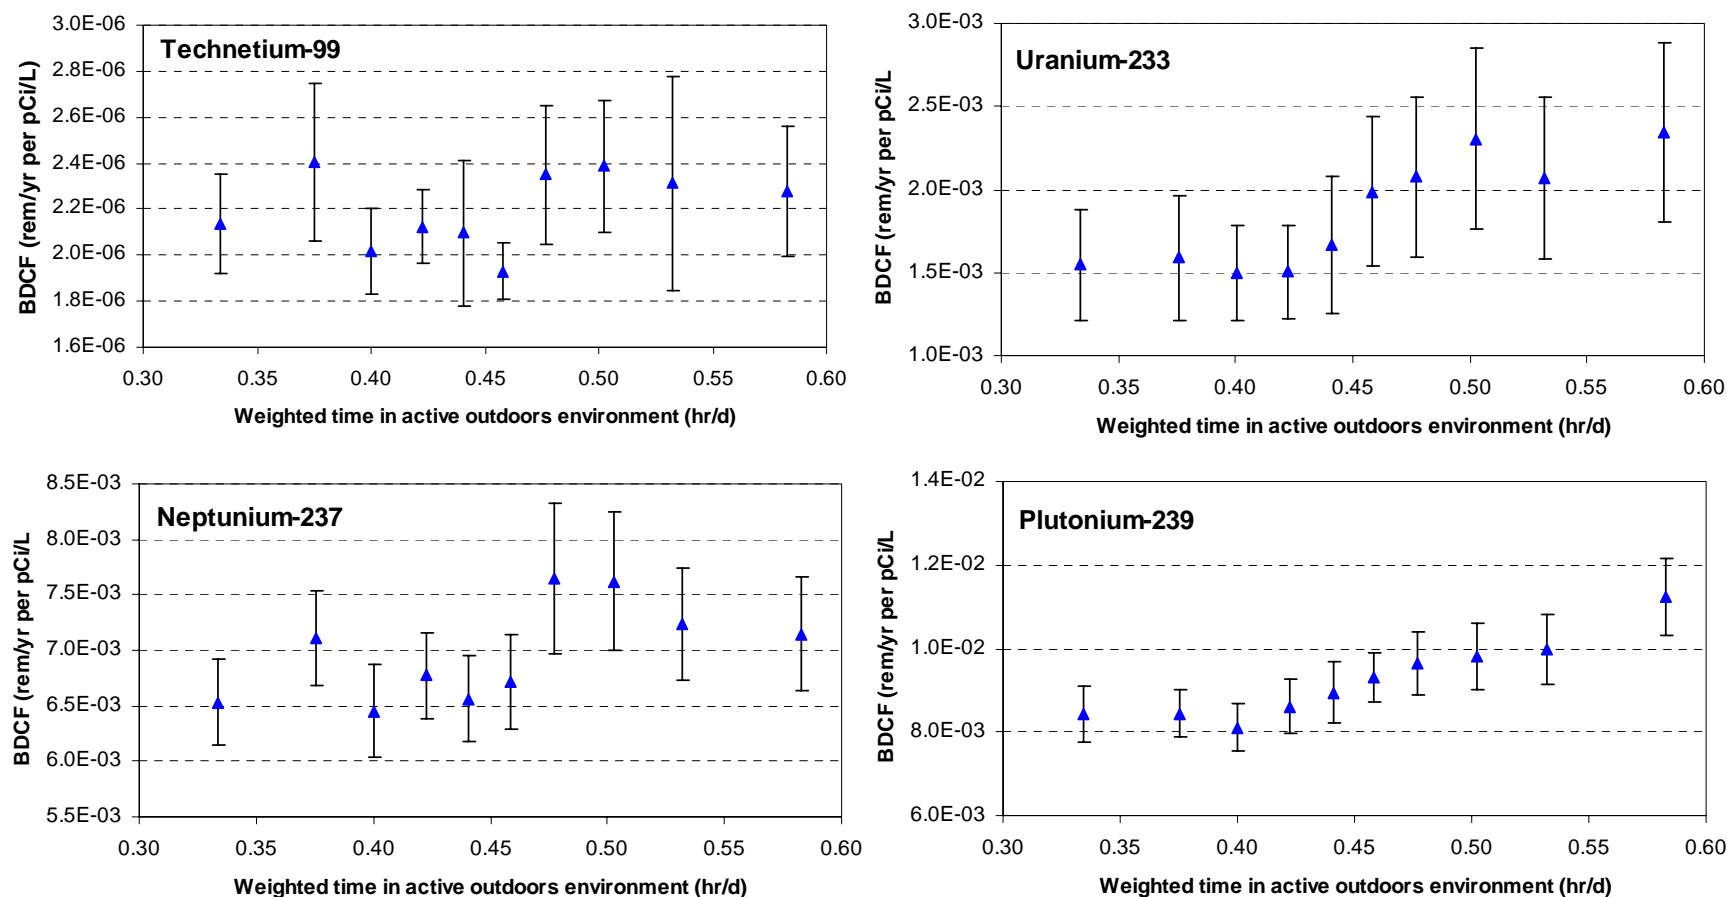 Technetium-99
BDCF (rem/yr per pCi/L)
3.0E-06
2.8E-06
2.6E-06
2.4E-06
2.2E-06
2.0E-06
1.8E-06
1.6E-06
0.30 0.35 0.40 0.45 0.50 0.55 0.60
Weighted time in active outdoors environment (hr/d)
Uranium-233
BDCF (rem/yr per pCi/L
3.0E-03
2.5E-03
2.0E-03
1.5E-03
1.0E-03
0.30 0.35 0.40 0.45 0.50 0.55 0.60
Weighted time in active outdoors environment (hr/d)
Neptunium-237
BDCF (rem/yr per pCi/L
8.5E-03
8.0E-03
7.5E-03
7.0E-03
6.5E-03
6.0E-03
5.5E-03
0.30 0.35 0.40 0.45 0.50 0.55 0.60
Weighted time in active outdoors environment (hr/d)
Plutonium-239
BDCF (rem/yr per pCi/L
1.4E-02
1.2E-02
1.0E-02
8.0E-03
6.0E-03
0.30 0.35 0.40 0.45 0.50 0.55 0.60
Weighted time in active outdoors environment (hr/d)